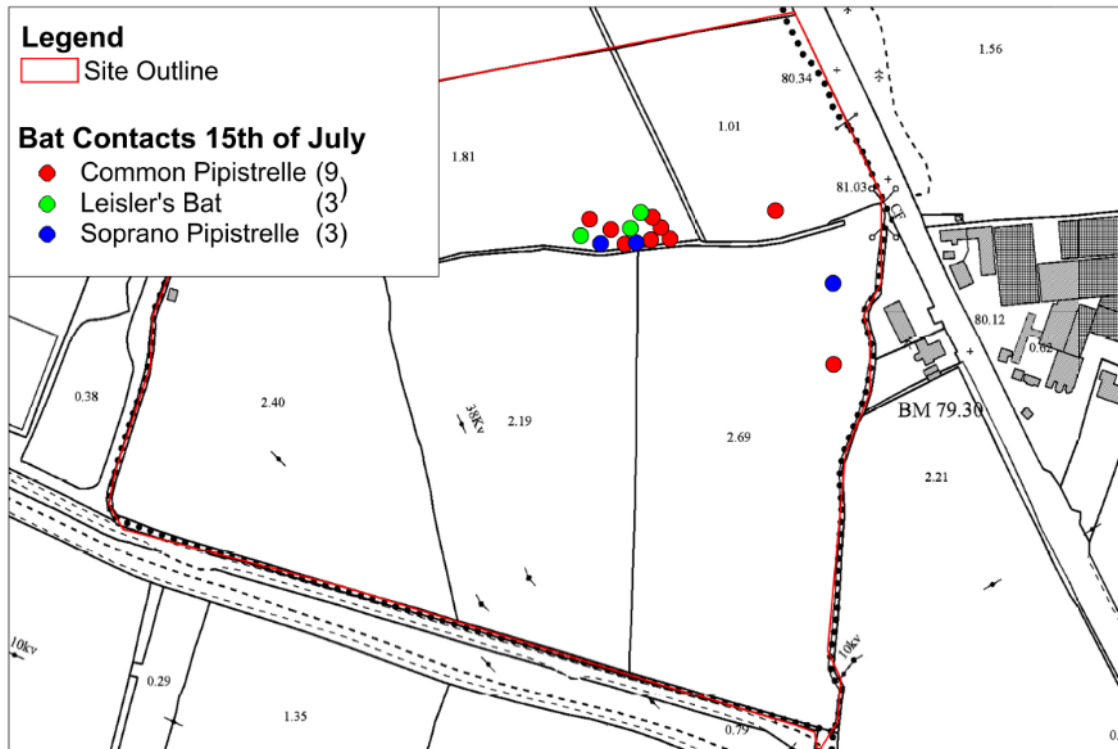 Legend
Site Outline
Bat Contacts 15th of July
Common Pipistrelle (9)
Leisler's Bat (3)
Soprano Pipistrelle (3)
1.56
80.34
1.01
1.81
81.03
CF
80.12
0.62
0.38
2.40
38Kv
2.19
2.69
BM 79.30
2.21
10kv
10kv
0.29
1.35
0.79
0.